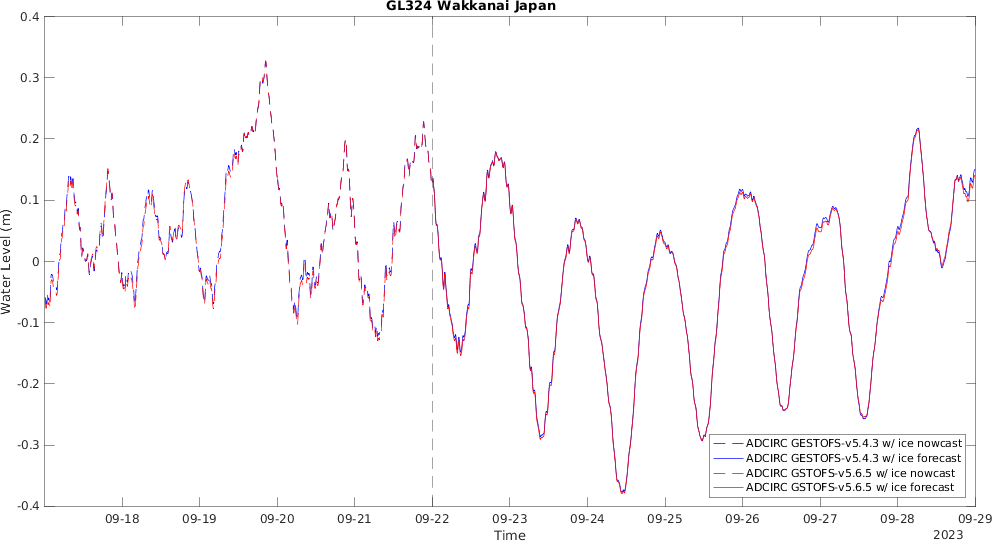 GL324 Wakkanai Japan
0.4
0.3
0.2
0.1
0
-0.1
-0.2
-0.3
-0.4
Water Level (m)
ADCIRC GESTOFS-v5.4.3 w/ ice nowcast
ADCIRC GESTOFS-v5.4.3 w/ ice forecast
ADCIRC GSTOFS-v5.6.5 w/ ice nowcast
ADCIRC GSTOFS-v5.6.5 w/ ice forecast
09-18 09-19 09-20 09-21 09-22 09-23 09-24 09-25 09-26 09-27 09-28 09-29
Time
2023